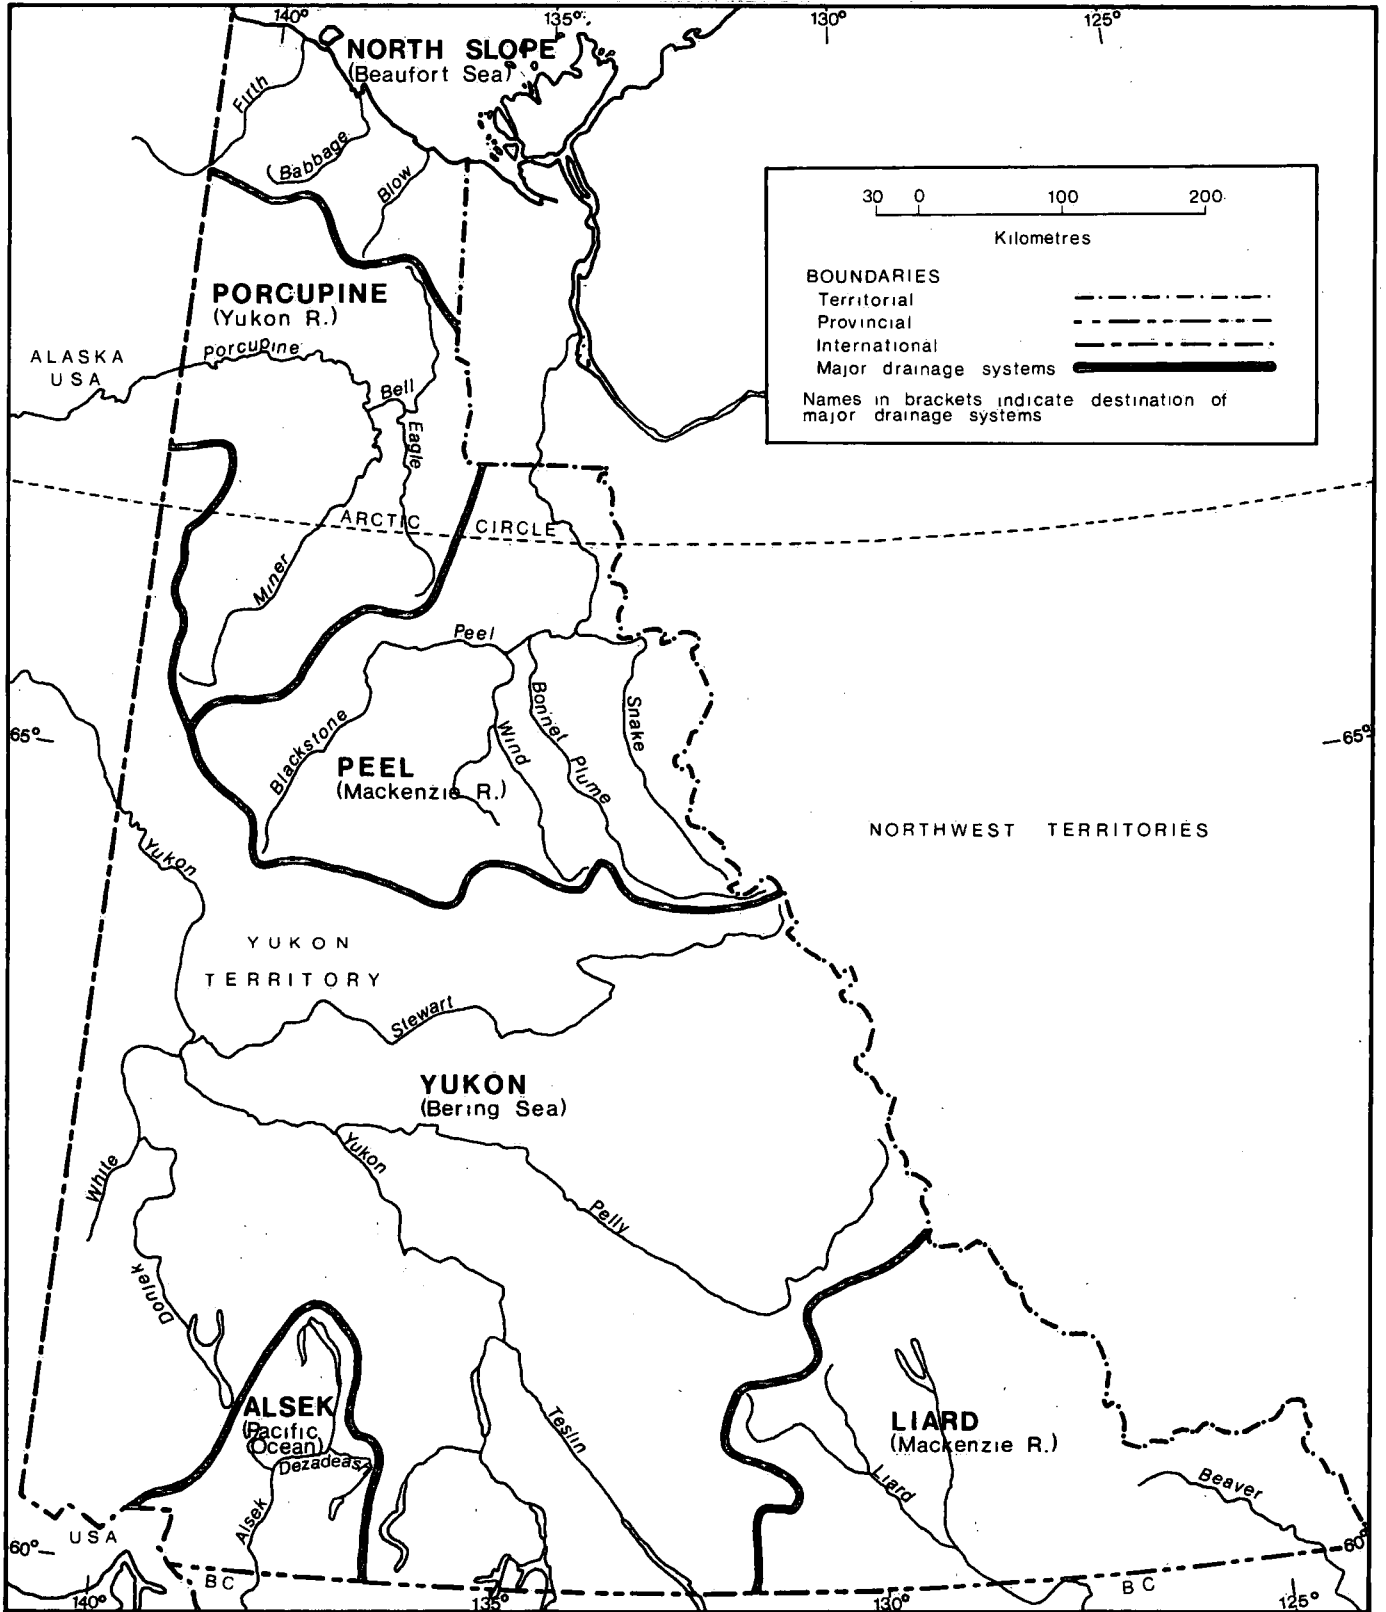 140°
135°
130°
125°
NORTH SLOPE
(Beaufort Sea)
Firth
Babbage
Blow
30 0 100 200
Kilometres
BOUNDARIES
Territorial
Provincial
International
Major drainage systems
Names in brackets indicate destination of
major drainage systems
PORCUPINE
(Yukon R.)
Porcupine
ALASKA
USA
Bell
Eagle
ARCTIC CIRCLE
Miner
Peel
Blackstone
Wind
Bonnet Plume
Snake
65°
65°
PEEL
(Mackenzie R.)
NORTHWEST TERRITORIES
Yukon
YUKON
TERRITORY
Stewart
YUKON
(Bering Sea)
Yukon
White
Pelly
Donjek
ALSEK
(Pacific
Ocean)
Dezadeash
Alsek
Teslin
LIARD
(Mackenzie R.)
Liard
Beaver
USA
60°
60°
BC
BC
140°
135°
130°
125°